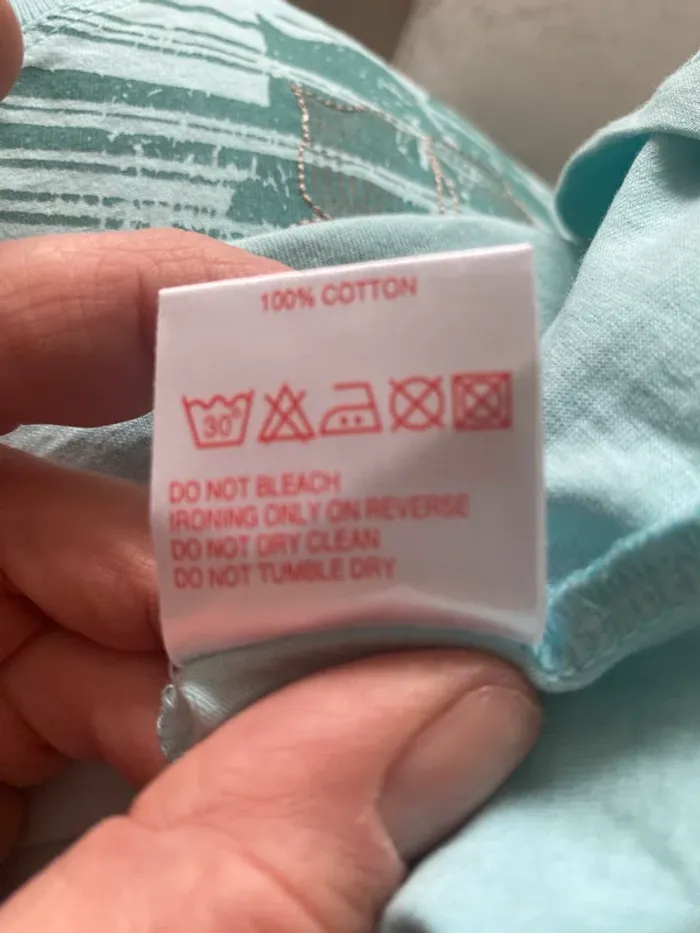 100% COTTON
30°
DO NOT BLEACH
IRONING ONLY ON REVERSE
DO NOT DRY CLEAN
DO NOT TUMBLE DRY